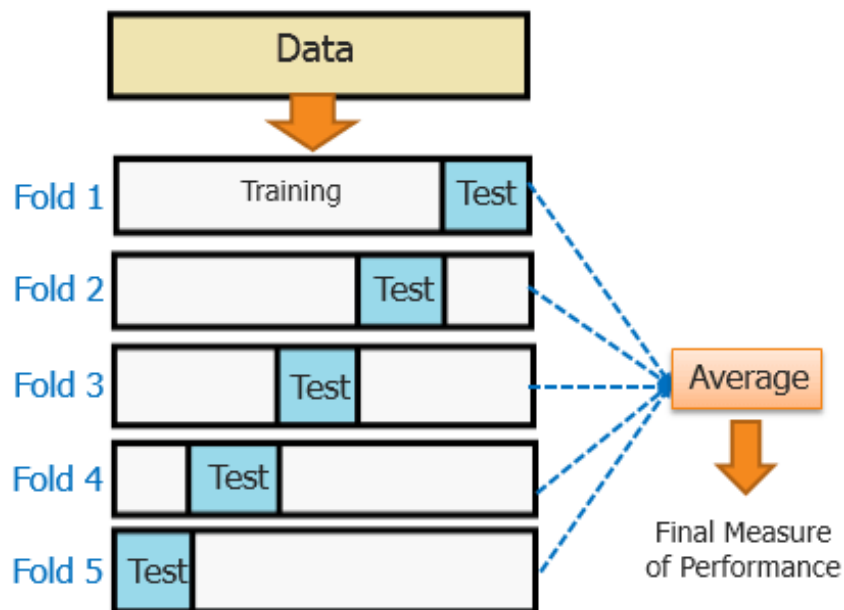 Data
Fold 1
Training
Test
Fold 2
Test
Fold 3
Test
Average
Fold 4
Test
Fold 5
Test
Final Measure
of Performance